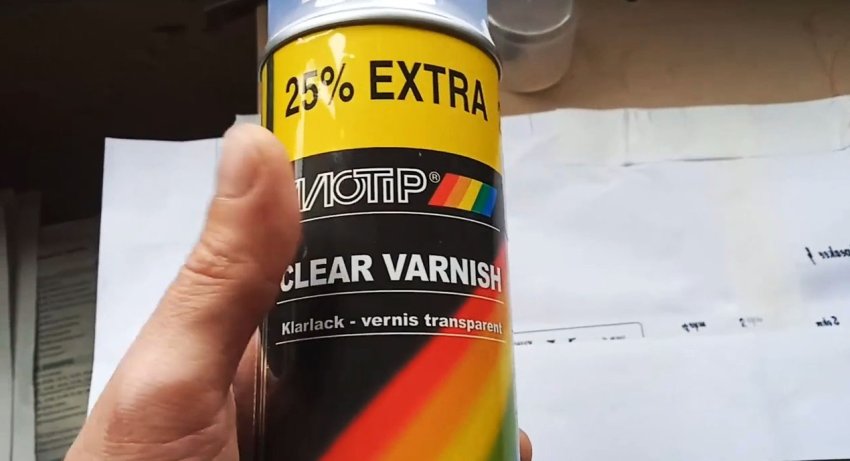 25% EXTRA
MOTIP®
CLEAR VARNISH
Klarlack - vernis transparent